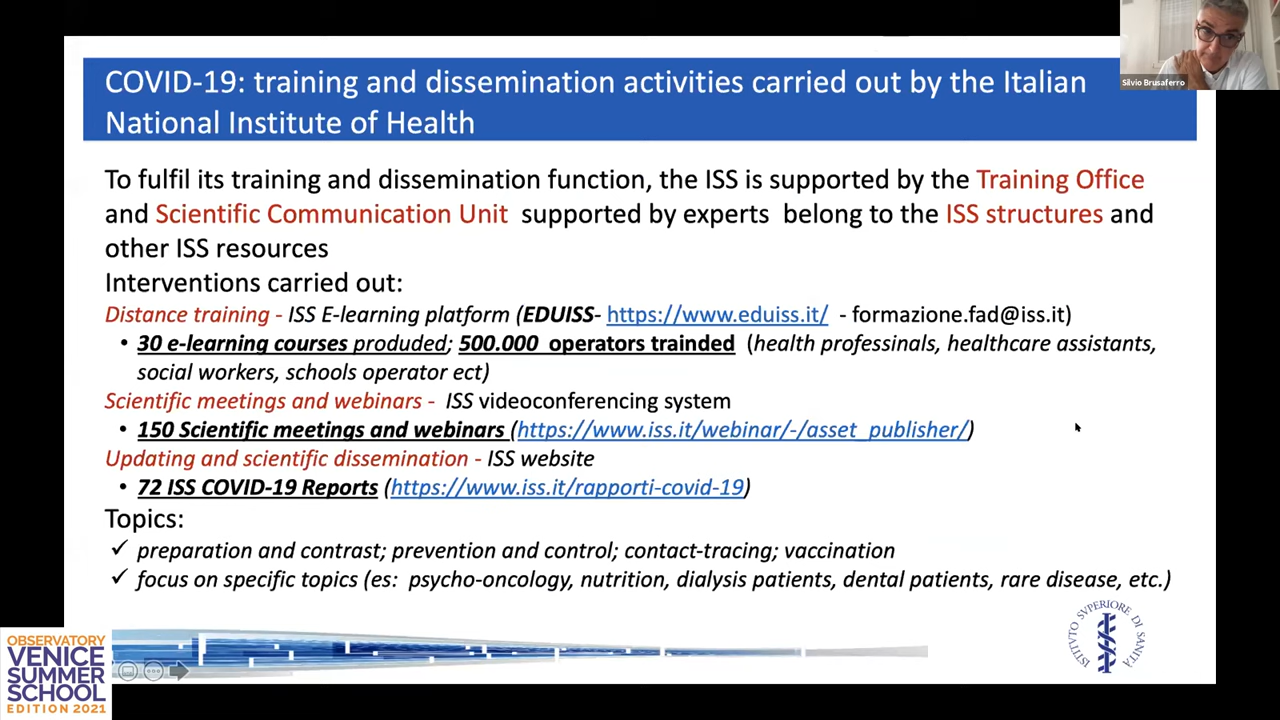 Silvio Brusaferro
COVID-19: training and dissemination activities carried out by the Italian
National Institute of Health
To fulfil its training and dissemination function, the ISS is supported by the Training Office
and Scientific Communication Unit supported by experts belong to the ISS structures and
other ISS resources
Interventions carried out:
Distance training - ISS E-learning platform (EDUISS- https://www.eduiss.it/ - formazione.fad@iss.it)
• 30 e-learning courses produded; 500.000 operators trainded (health professinals, healthcare assistants,
social workers, schools operator ect)
Scientific meetings and webinars - ISS videoconferencing system
• 150 Scientific meetings and webinars (https://www.iss.it/webinar/-/asset_publisher/)
Updating and scientific dissemination - ISS website
• 72 ISS COVID-19 Reports (https://www.iss.it/rapporti-covid-19)
Topics:
✓ preparation and contrast; prevention and control; contact-tracing; vaccination
✓ focus on specific topics (es: psycho-oncology, nutrition, dialysis patients, dental patients, rare disease, etc.)
ISTITUTO SVPERIORE DI SANITÀ
OBSERVATORY
VENICE
SUMMER
SCHOOL
EDITION 2021